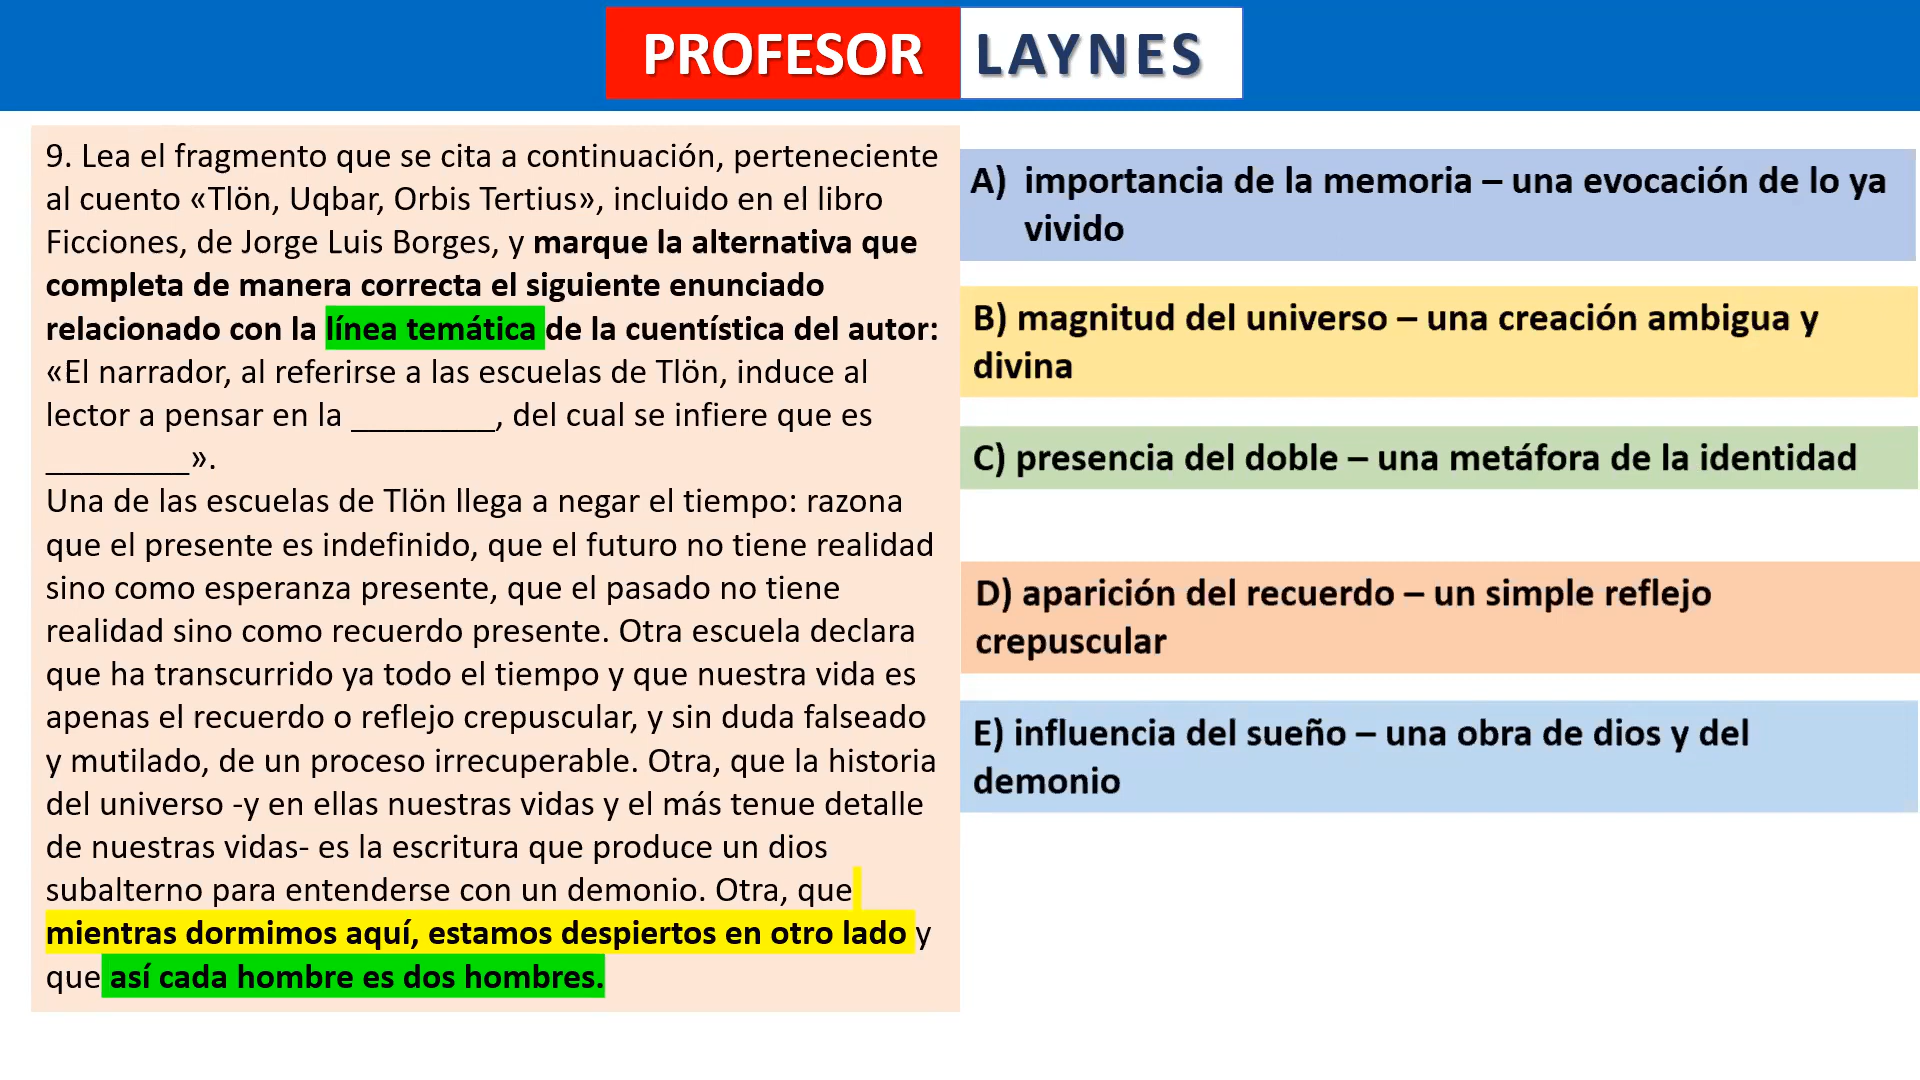 PROFESOR LAYNES
9. Lea el fragmento que se cita a continuación, perteneciente
al cuento «Tlön, Uqbar, Orbis Tertius», incluido en el libro
Ficciones, de Jorge Luis Borges, y marque la alternativa que
completa de manera correcta el siguiente enunciado
relacionado con la línea temática de la cuentística del autor:
«El narrador, al referirse a las escuelas de Tlön, induce al
lector a pensar en la ________, del cual se infiere que es
________».
Una de las escuelas de Tlön llega a negar el tiempo: razona
que el presente es indefinido, que el futuro no tiene realidad
sino como esperanza presente, que el pasado no tiene
realidad sino como recuerdo presente. Otra escuela declara
que ha transcurrido ya todo el tiempo y que nuestra vida es
apenas el recuerdo o reflejo crepuscular, y sin duda falseado
y mutilado, de un proceso irrecuperable. Otra, que la historia
del universo -y en ellas nuestras vidas y el más tenue detalle
de nuestras vidas- es la escritura que produce un dios
subalterno para entenderse con un demonio. Otra, que
mientras dormimos aquí, estamos despiertos en otro lado y
que así cada hombre es dos hombres.
A) importancia de la memoria – una evocación de lo ya
vivido
B) magnitud del universo – una creación ambigua y
divina
C) presencia del doble – una metáfora de la identidad
D) aparición del recuerdo – un simple reflejo
crepuscular
E) influencia del sueño – una obra de dios y del
demonio